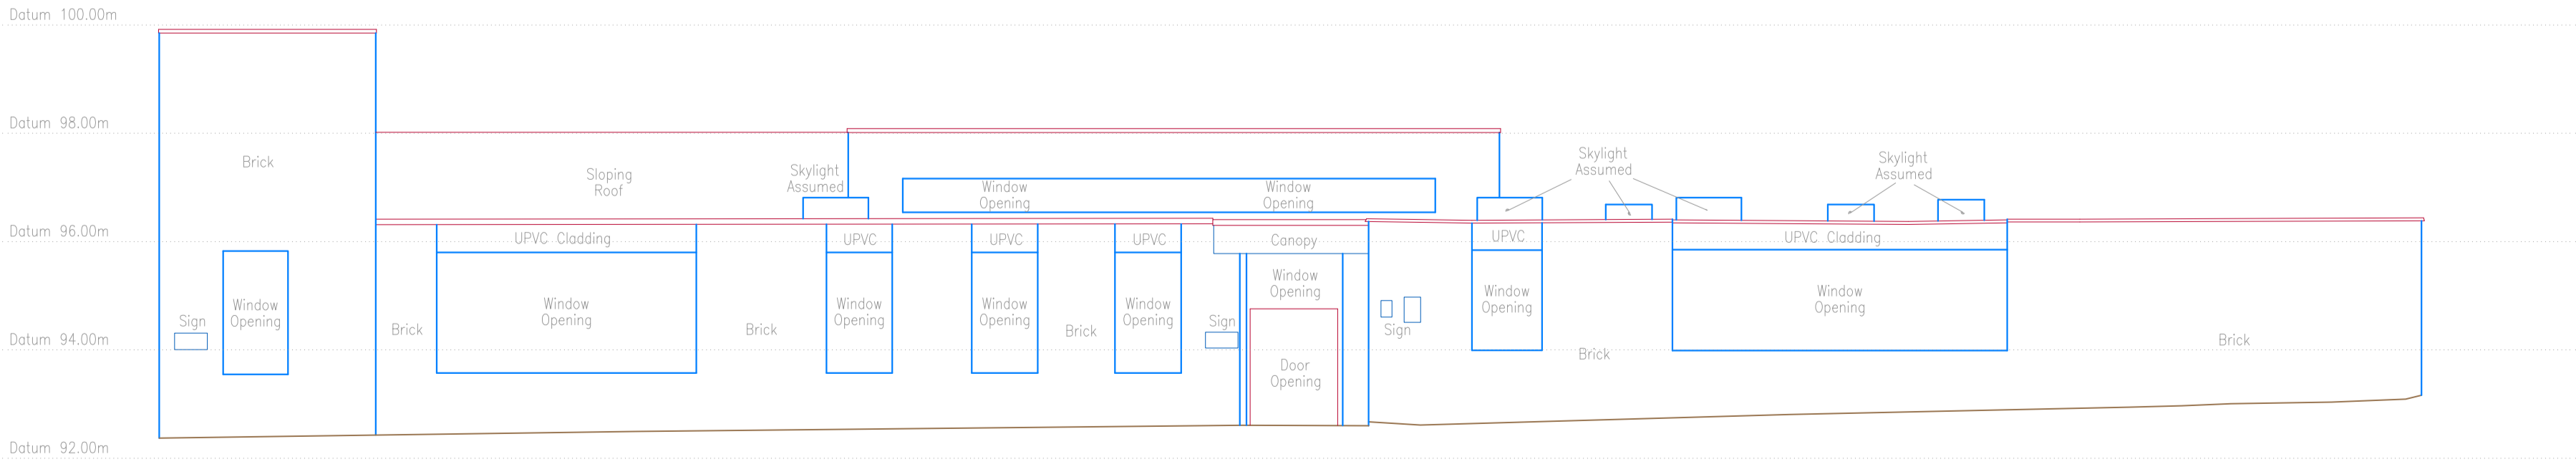 Datum 100.00m
Datum 98.00m
Brick
Sloping
Roof
Skylight
Assumed
Window
Opening
Window
Opening
Skylight
Assumed
Skylight
Assumed
Datum 96.00m
UPVC Cladding
UPVC
UPVC
UPVC
Canopy
UPVC
UPVC Cladding
Sign
Window
Opening
Brick
Window
Opening
Brick
Window
Opening
Window
Opening
Brick
Window
Opening
Sign
Window
Opening
Sign
Window
Opening
Brick
Window
Opening
Brick
Datum 94.00m
Door
Opening
Datum 92.00m